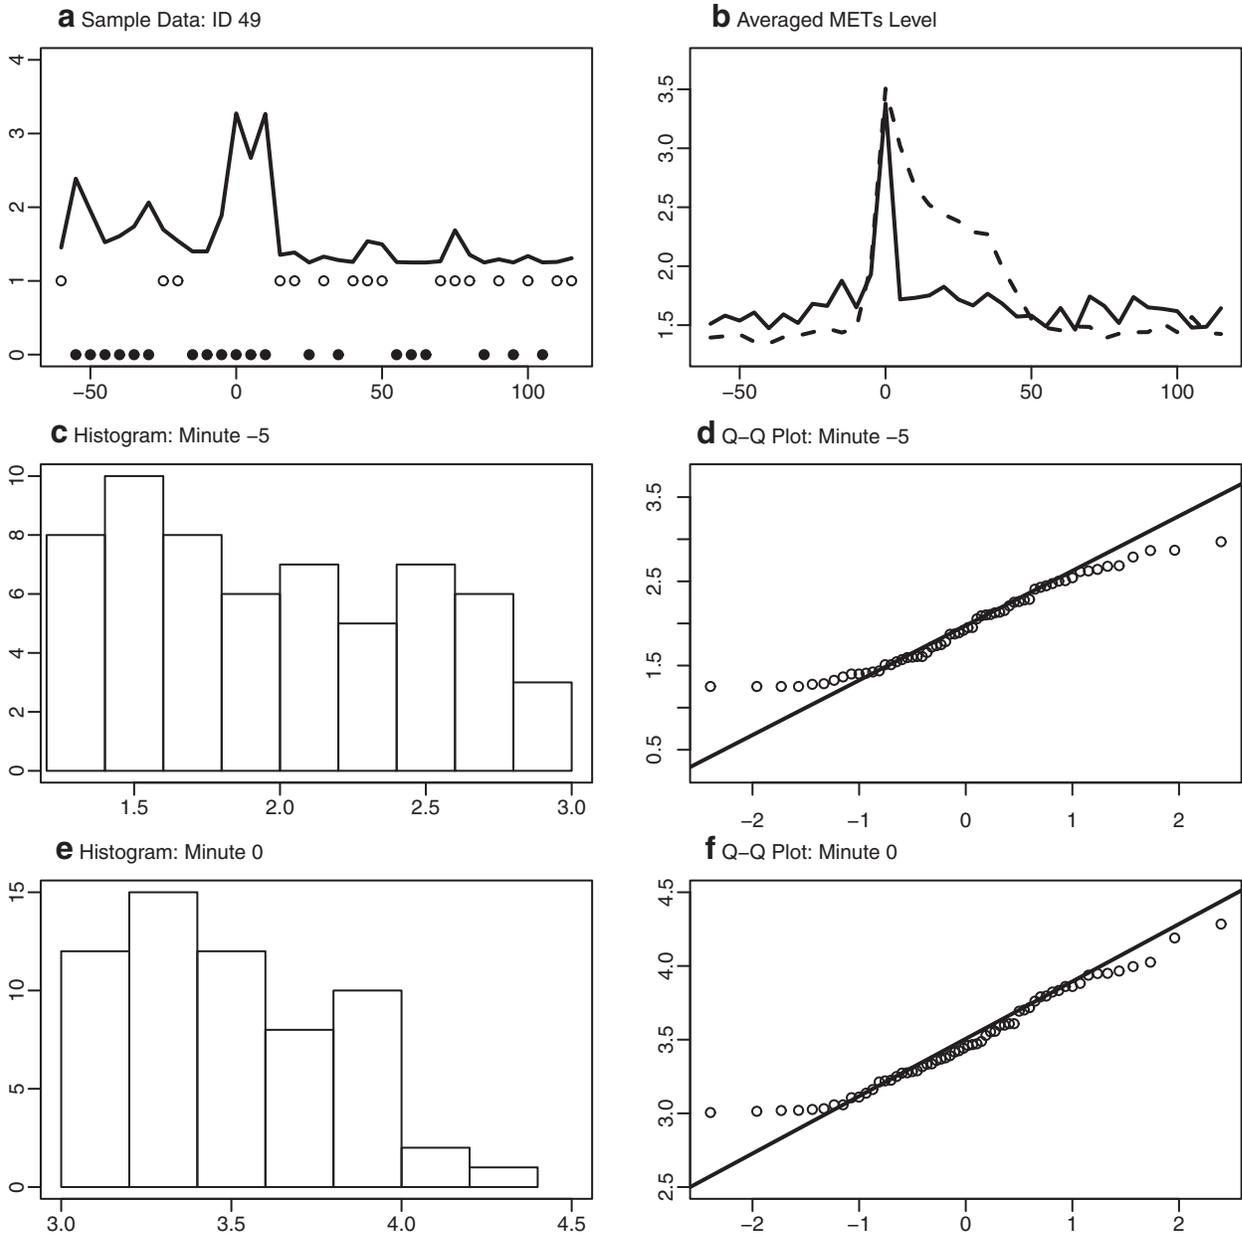 a Sample Data: ID 49
4
3
2
1
0
−50 0 50 100
b Averaged METs Level
3.5
3.0
2.5
2.0
1.5
−50 0 50 100
c Histogram: Minute −5
10
8
6
4
2
0
1.5 2.0 2.5 3.0
d Q−Q Plot: Minute −5
3.5
2.5
1.5
0.5
−2 −1 0 1 2
e Histogram: Minute 0
15
10
5
0
3.0 3.5 4.0 4.5
f Q−Q Plot: Minute 0
4.5
4.0
3.5
3.0
2.5
−2 −1 0 1 2